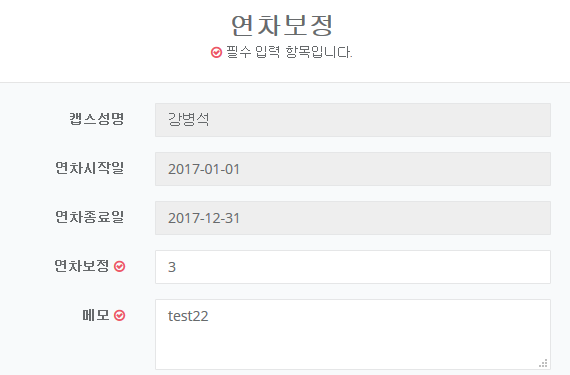 연차보정
필수 입력 항목입니다.
캡스성명 강병석
연차시작일 2017-01-01
연차종료일 2017-12-31
연차보정 3
메모 test22